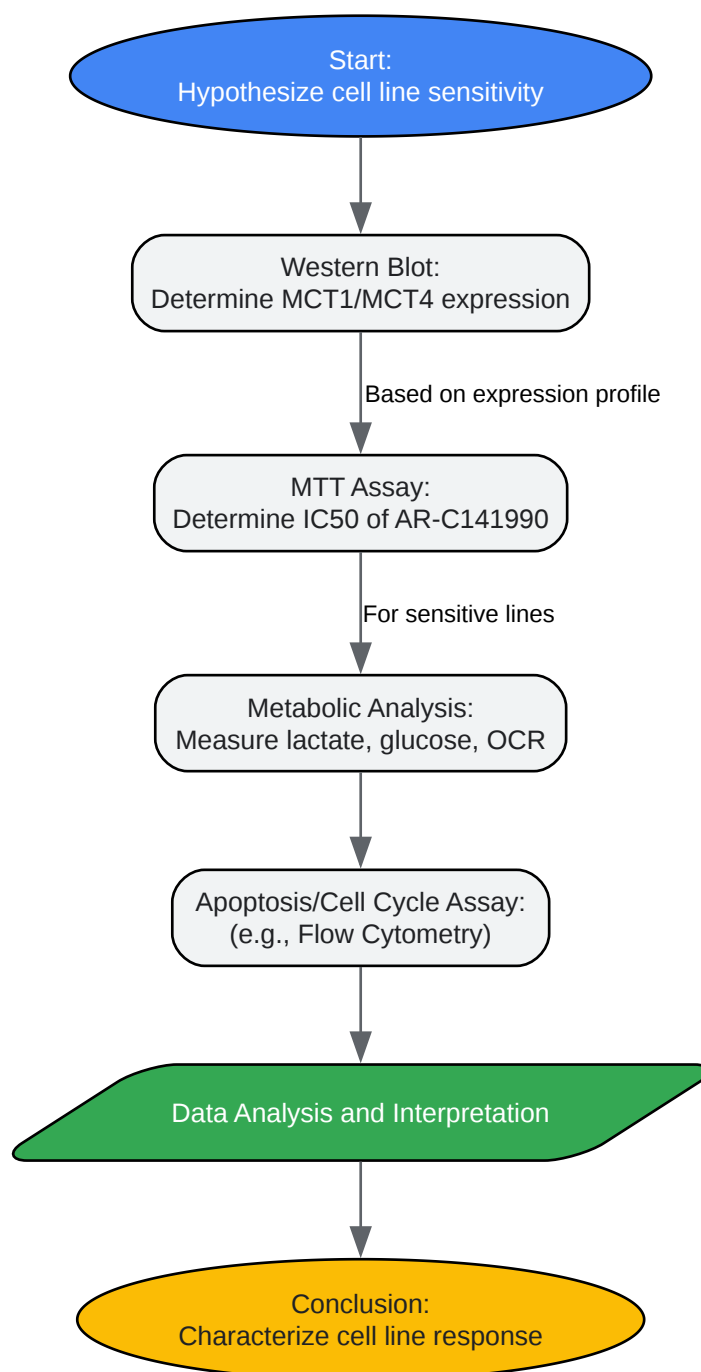 Start:
Hypothesize cell line sensitivity
Western Blot:
Determine MCT1/MCT4 expression
Based on expression profile
MTT Assay:
Determine IC50 of AR-C141990
For sensitive lines
Metabolic Analysis:
Measure lactate, glucose, OCR
Apoptosis/Cell Cycle Assay:
(e.g., Flow Cytometry)
Data Analysis and Interpretation
Conclusion:
Characterize cell line response